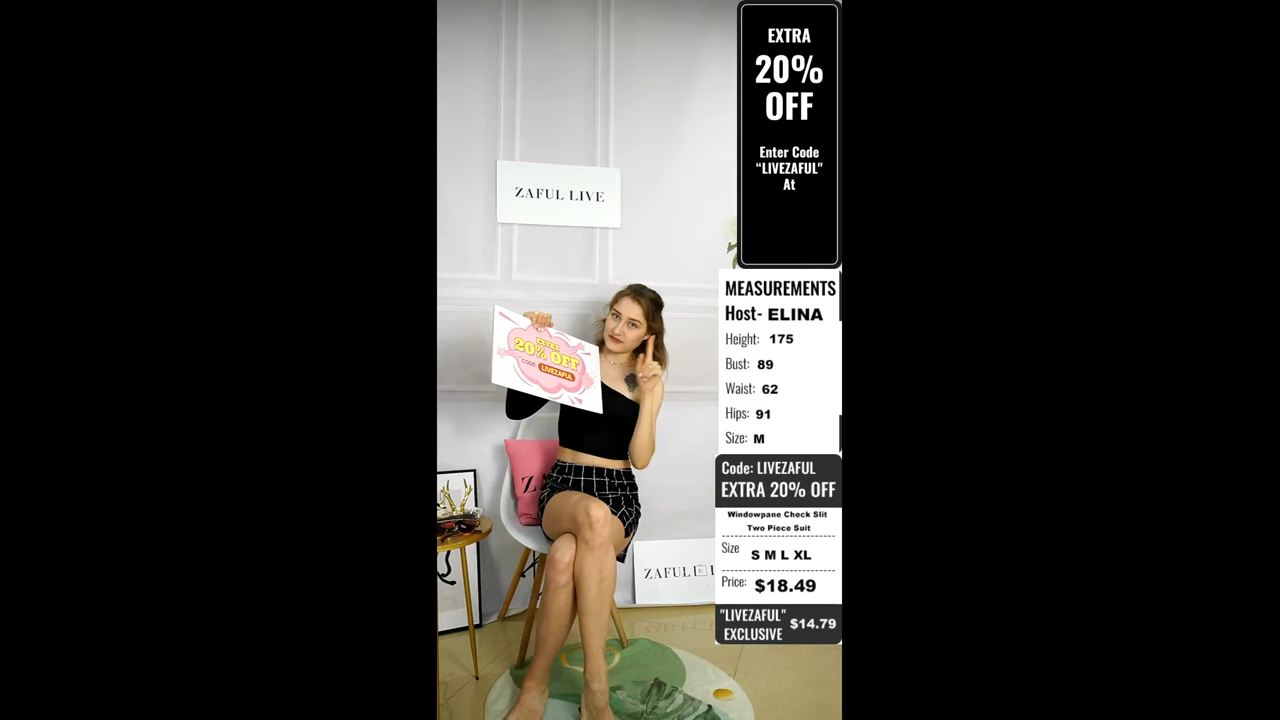 EXTRA
20%
OFF
Enter Code
“LIVEZAFUL"
At
ZAFUL LIVE
MEASUREMENTS
Host- ELINA
Height: 175
Bust: 89
Waist: 62
Hips: 91
Size: M
EXTRA
20% OFF
CODE: LIVEZAFUL
Code: LIVEZAFUL
EXTRA 20% OFF
Windowpane Check Slit
Two Piece Suit
Size S M L XL
Price: $18.49
"LIVEZAFUL"
EXCLUSIVE $14.79
Z
ZAFUL